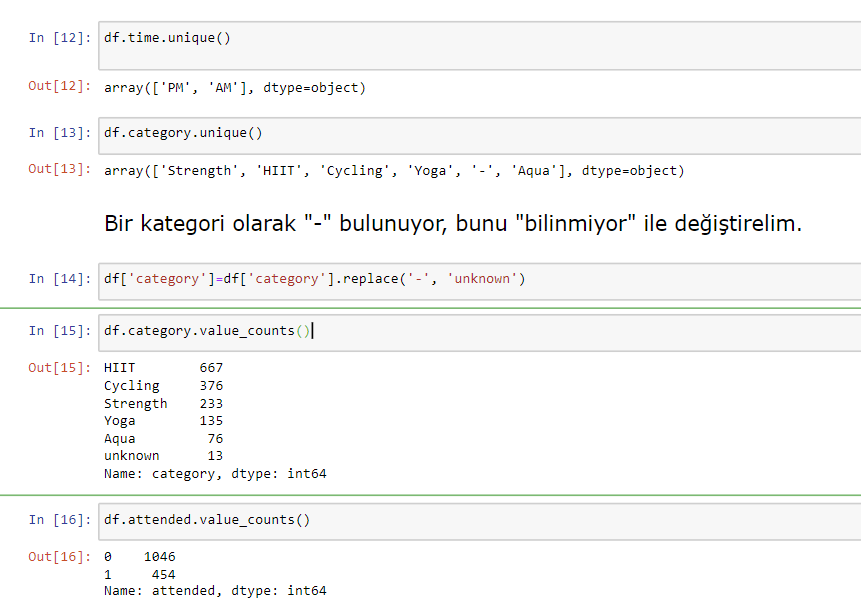 In [12]: df.time.unique()
Out[12]: array(['PM', 'AM'], dtype=object)
In [13]: df.category.unique()
Out[13]: array(['Strength', 'HIIT', 'Cycling', 'Yoga', '-', 'Aqua'], dtype=object)
Bir kategori olarak "-" bulunuyor, bunu "bilinmiyor" ile değiştirelim.
In [14]: df['category']=df['category'].replace('-', 'unknown')
In [15]: df.category.value_counts()
Out[15]: HIIT 667
Cycling 376
Strength 233
Yoga 135
Aqua 76
unknown 13
Name: category, dtype: int64
In [16]: df.attended.value_counts()
Out[16]: 0 1046
1 454
Name: attended, dtype: int64